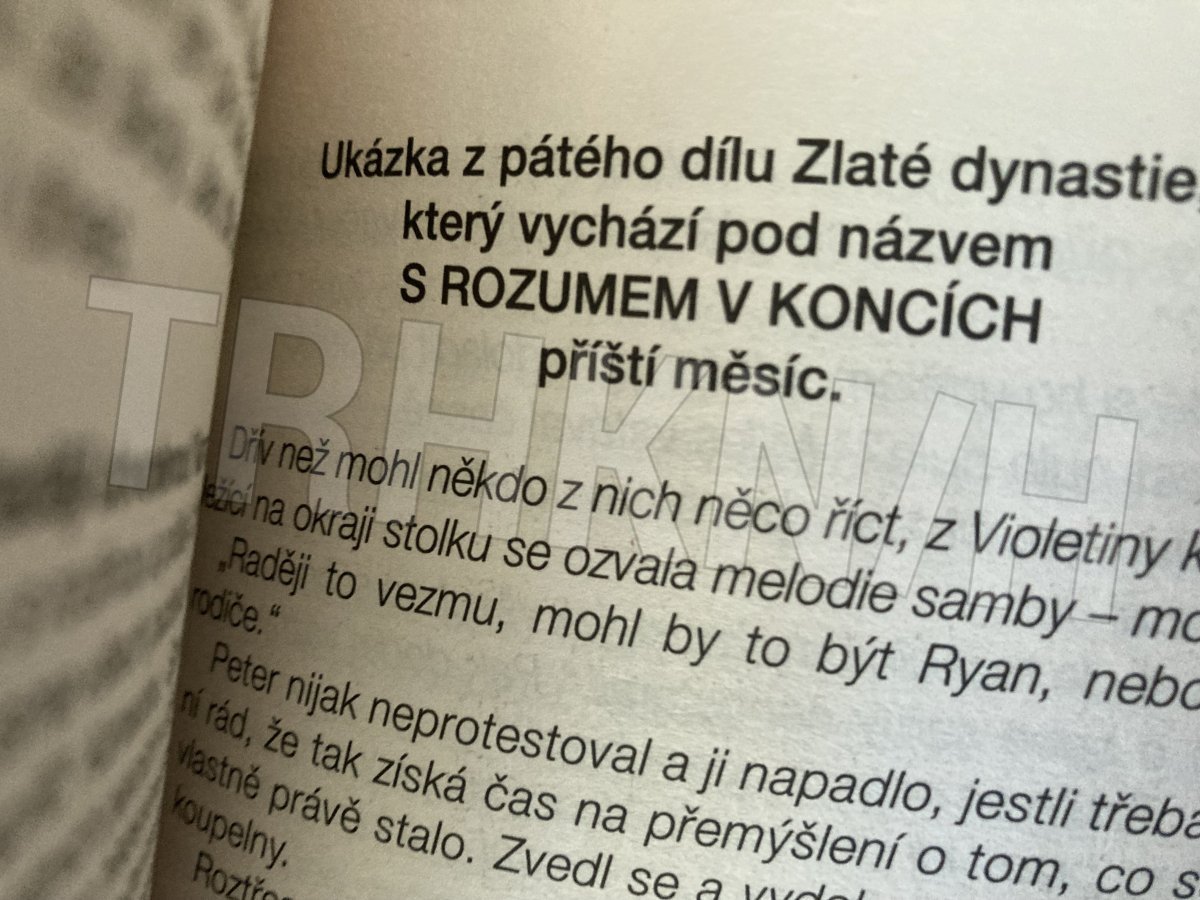 Ukázka z pátého dílu Zlaté dynastie,
který vychází pod názvem
S ROZUMEM V KONCÍCH
příští měsíc.
Dřív než mohl někdo z nich něco říct, z Violetiny
na okraji stolku se ozvala melodie samby –
„Raději to vezmu, mohl by to být Ryan, nebo
rodiče.“
Peter nijak neprotestoval a ji napadlo, jestli třeba
ní rád, že tak získá čas na přemýšlení o tom, co
vlastně právě stalo. Zvedl se a
koupelny.